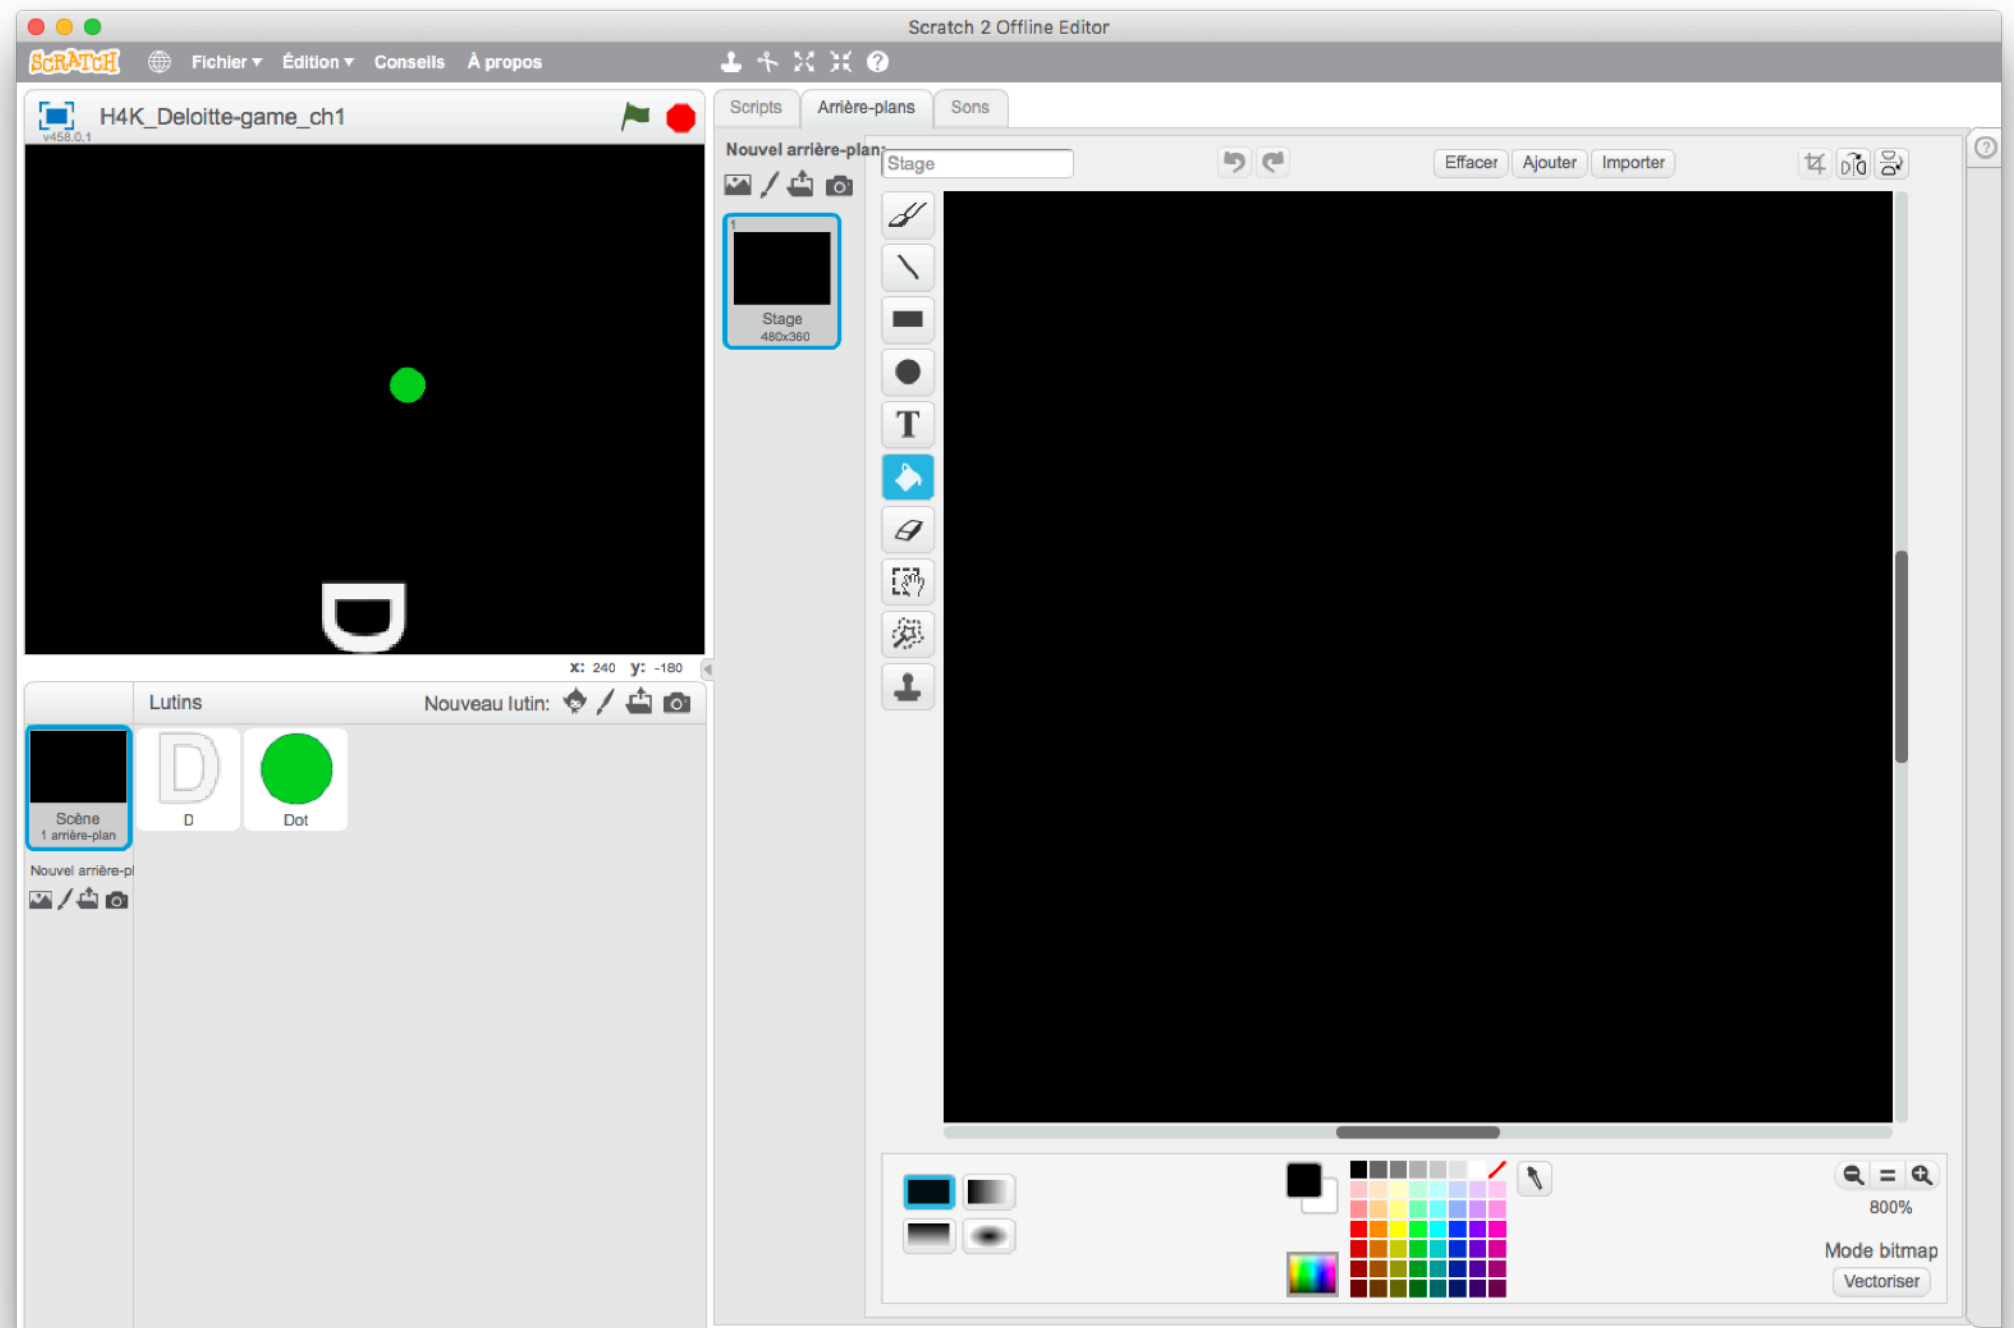 Scratch 2 Offline Editor
SCRATCH Fichier Édition Conseils À propos
H4K_Deloitte-game_ch1
v458.0.1
Scripts Arrière-plans Sons
Nouvel arrière-plan:
Stage
Effacer Ajouter Importer
1
Stage
480x360
T
D
x: 240 y: -180
Lutins Nouveau lutin:
D
Scène
1 arrière-plan
D
Dot
Nouvel arrière-pl
800%
Mode bitmap
Vectoriser